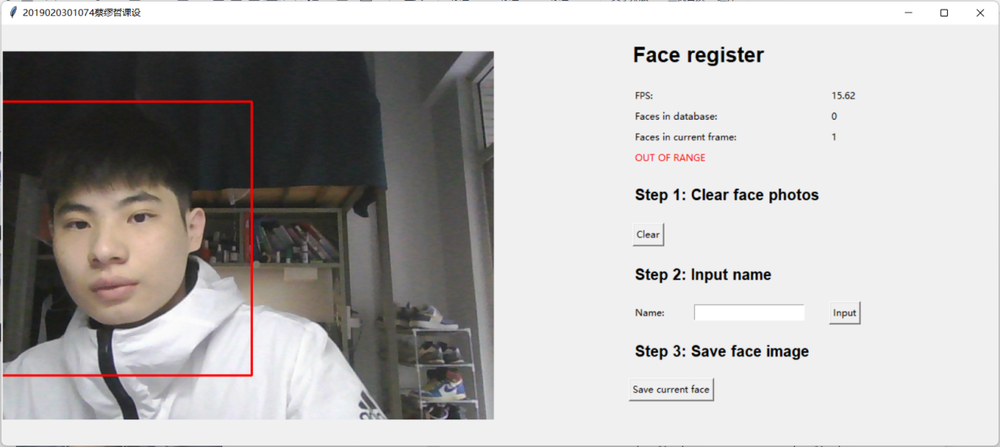 2019020301074蔡缪哲课设
Face register
FPS: 15.62
Faces in database: 0
Faces in current frame: 1
OUT OF RANGE
Step 1: Clear face photos
Clear
Step 2: Input name
Name: Input
Step 3: Save face image
Save current face